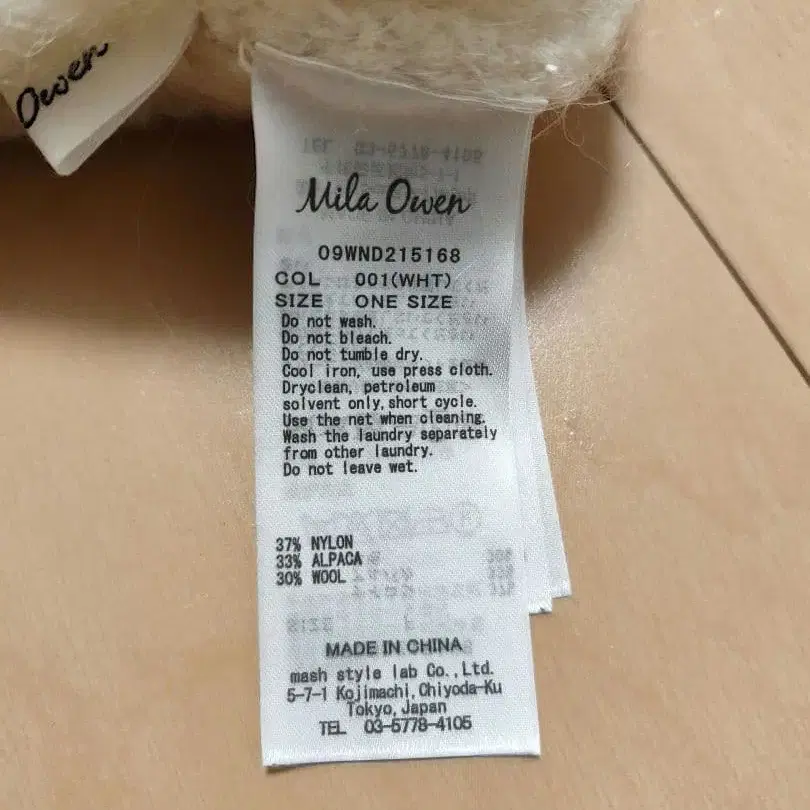 Owen
Mila Owen
09WND215168
COL 001(WHT)
SIZE ONE SIZE
Do not wash.
Do not bleach.
Do not tumble dry.
Cool iron, use press cloth.
Dryclean, petroleum
solvent only, short cycle.
Use the net when cleaning.
Wash the laundry separately
from other laundry.
Do not leave wet.
37% NYLON
33% ALPACA
30% WOOL
MADE IN CHINA
mash style lab Co., Ltd.
5-7-1 Kojimachi, Chiyoda-Ku
Tokyo, Japan
TEL 03-5778-4105